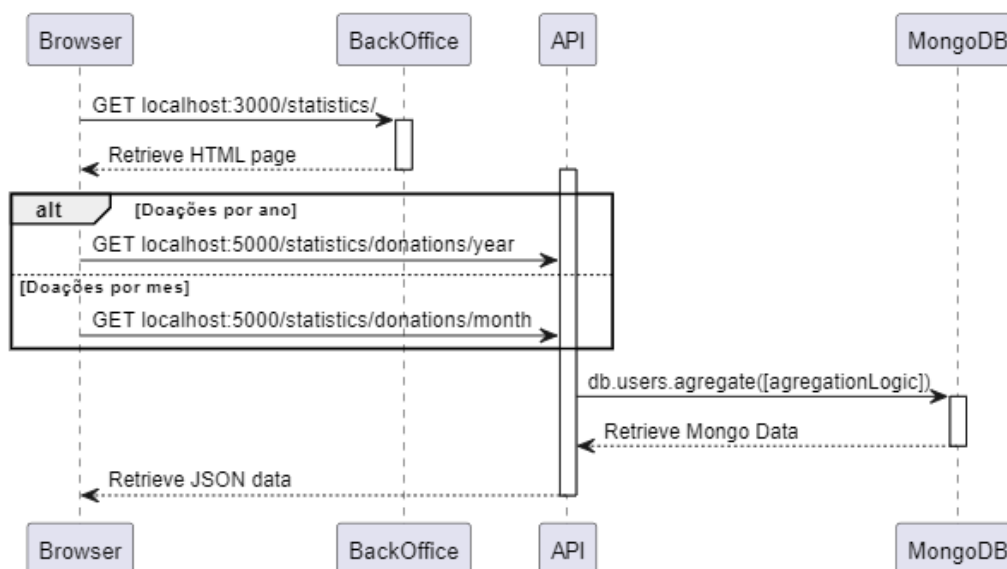 Browser
BackOffice
API
MongoDB
GET localhost:3000/statistics/
Retrieve HTML page
alt
[Doações por ano]
GET localhost:5000/statistics/donations/year
[Doações por mes]
GET localhost:5000/statistics/donations/month
db.users.agregate([agregationLogic])
Retrieve Mongo Data
Retrieve JSON data
Browser
BackOffice
API
MongoDB